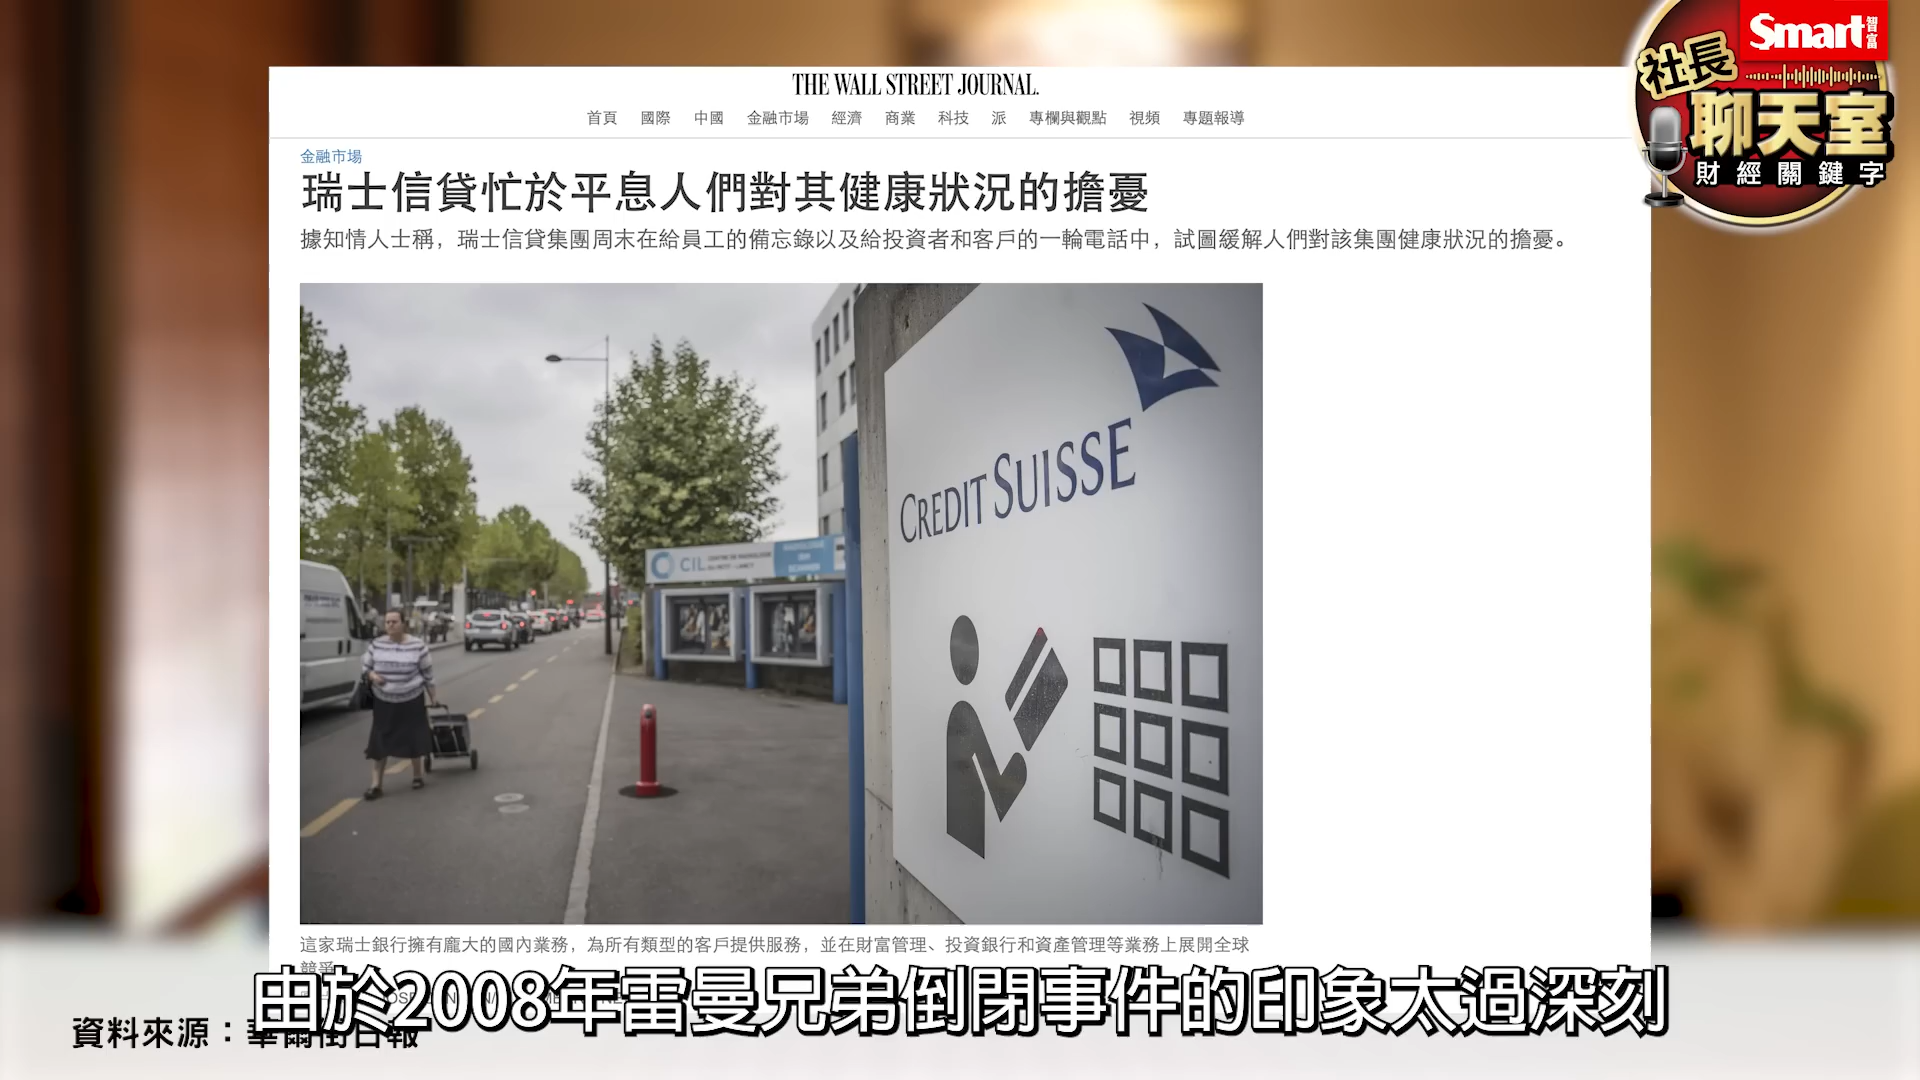 THE WALL STREET JOURNAL.
首頁 國際 中國 金融市場 經濟 商業 科技 派 專欄與觀點 視頻 專題報導
金融市場
瑞士信貸忙於平息人們對其健康狀況的擔憂
據知情人士稱，瑞士信貸集團周末在給員工的備忘錄以及給投資者和客戶的一輪電話中，試圖緩解人們對該集團健康狀況的擔憂。
Smart智富
社長
聊天室
財經關鍵字
CREDIT SUISSE
CIL
這家瑞士銀行擁有龐大的國內業務，為所有類型的客戶提供服務，並在財富管理、投資銀行和資產管理等業務上展開全球
競爭
由於2008年雷曼兄弟倒閉事件的印象太過深刻
資料來源：華爾街日報